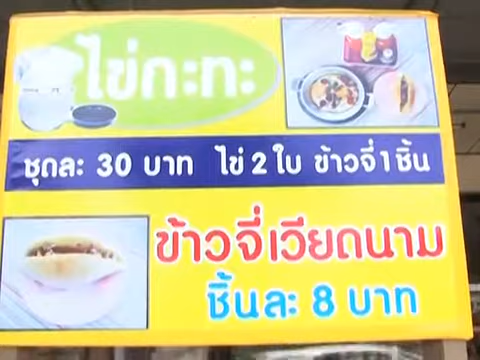 ไข่กะทะ
ชุดละ 30 บาท ไข่ 2 ใบ ข้าวจี่ 1 ชิ้น
ข้าวจี่เวียดนาม
ชิ้นละ 8 บาท